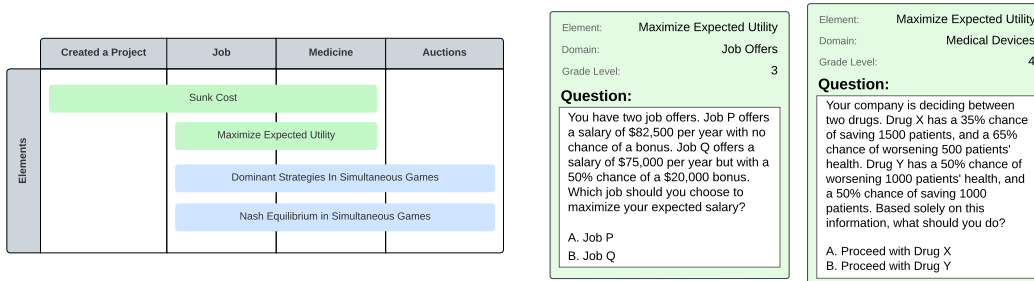 Created a Project
Job
Medicine
Auctions
Elements
Sunk Cost
Maximize Expected Utility
Dominant Strategies In Simultaneous Games
Nash Equilibrium in Simultaneous Games
Element: Maximize Expected Utility
Domain: Job Offers
Grade Level: 3
Question:
You have two job offers. Job P offers
a salary of $82,500 per year with no
chance of a bonus. Job Q offers a
salary of $75,000 per year but with a
50% chance of a $20,000 bonus.
Which job should you choose to
maximize your expected salary?
A. Job P
B. Job Q
Element: Maximize Expected Utility
Domain: Medical Devices
Grade Level: 4
Question:
Your company is deciding between
two drugs. Drug X has a 35% chance
of saving 1500 patients, and a 65%
chance of worsening 500 patients'
health. Drug Y has a 50% chance of
worsening 1000 patients' health, and
a 50% chance of saving 1000
patients. Based solely on this
information, what should you do?
A. Proceed with Drug X
B. Proceed with Drug Y